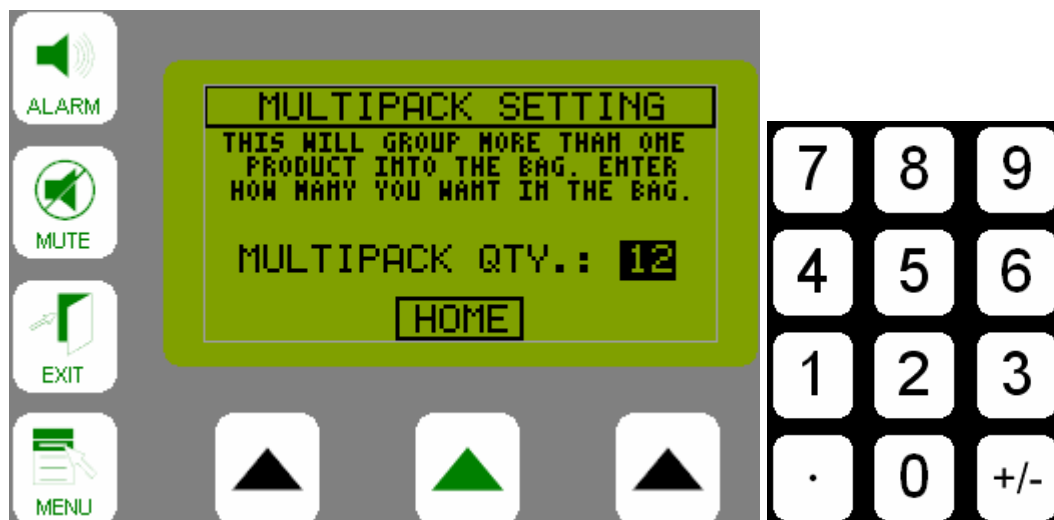 ALARM
MUTE
EXIT
MENU
MULTIPACK SETTING
THIS WILL GROUP MORE THAN ONE
PRODUCT INTO THE BAG. ENTER
HOW MANY YOU WANT IN THE BAG.
MULTIPACK QTY.: 12
HOME
7 8 9
4 5 6
1 2 3
. 0 +/-